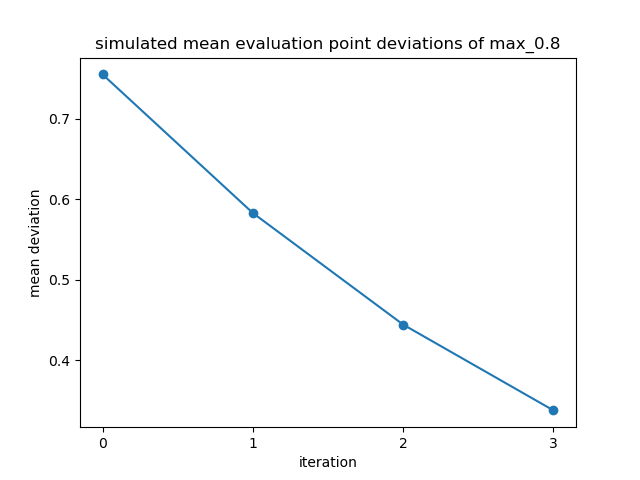 simulated mean evaluation point deviations of max_0.8
0.7
0.6
0.5
0.4
mean deviation
0 1 2 3
iteration